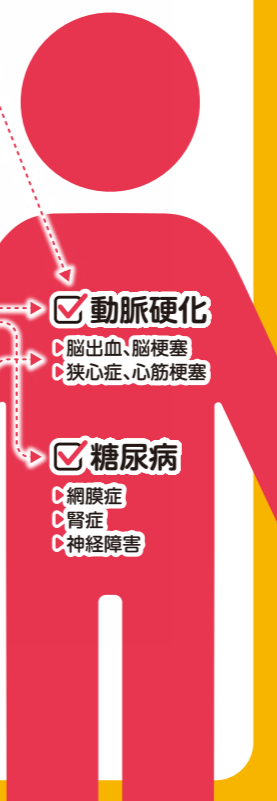 動脈硬化
脳出血、脳梗塞
狭心症、心筋梗塞
糖尿病
網膜症
腎症
神経障害